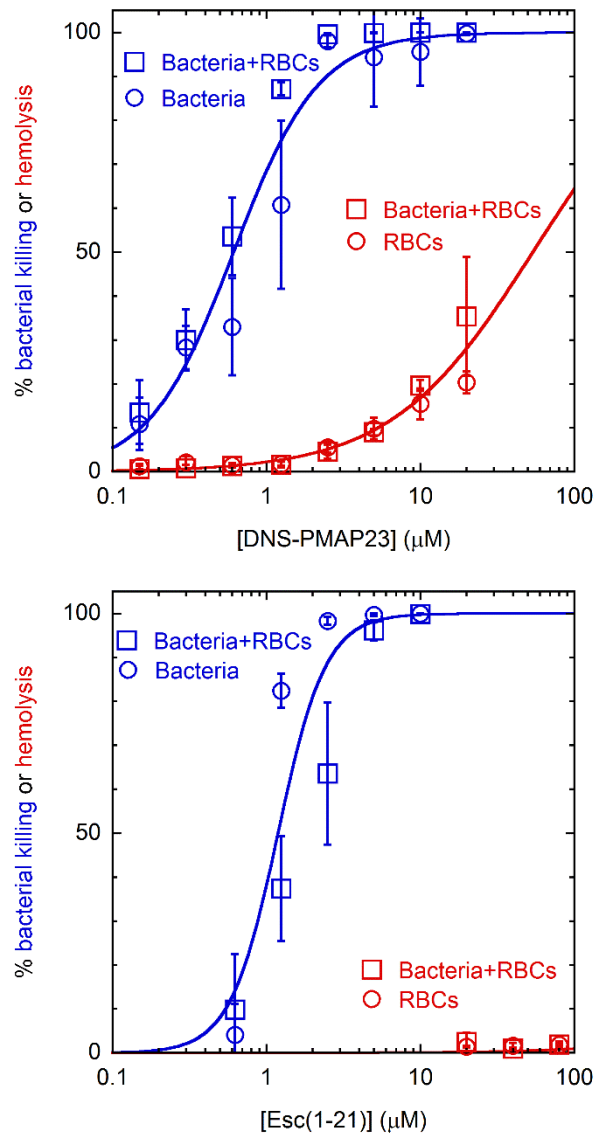 100
Bacteria+RBCs
Bacteria
% bacterial killing or hemolysis
50
Bacteria+RBCs
RBCs
0
0.1 1 10 100
[DNS-PMAP23] (μM)
100
Bacteria+RBCs
Bacteria
% bacterial killing or hemolysis
50
Bacteria+RBCs
RBCs
0
0.1 1 10 100
[Esc(1-21)] (μM)